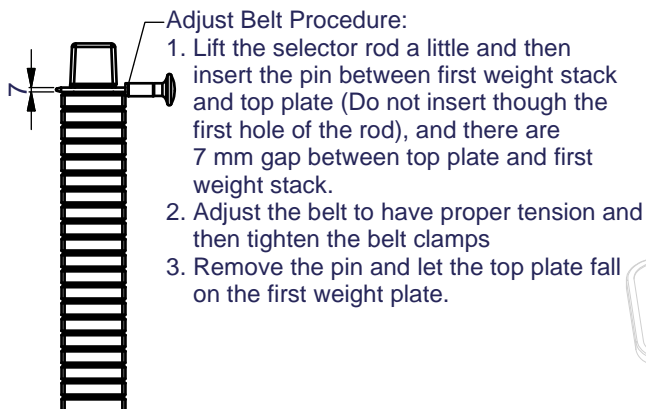 Adjust Belt Procedure:
1. Lift the selector rod a little and then
insert the pin between first weight stack
and top plate (Do not insert though the
first hole of the rod), and there are
7 mm gap between top plate and first
weight stack.
2. Adjust the belt to have proper tension and
then tighten the belt clamps
3. Remove the pin and let the top plate fall
on the first weight plate.
7